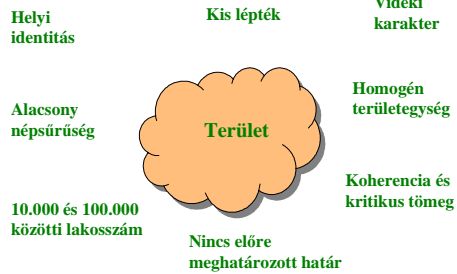 Helyi
identitás
Kis lépték
Vidéki
karakter
Alacsony
népsűrűség
Terület
Homogén
területegység
Koherencia és
kritikus tömeg
10.000 és 100.000
közötti lakosszám
Nincs előre
meghatározott határ